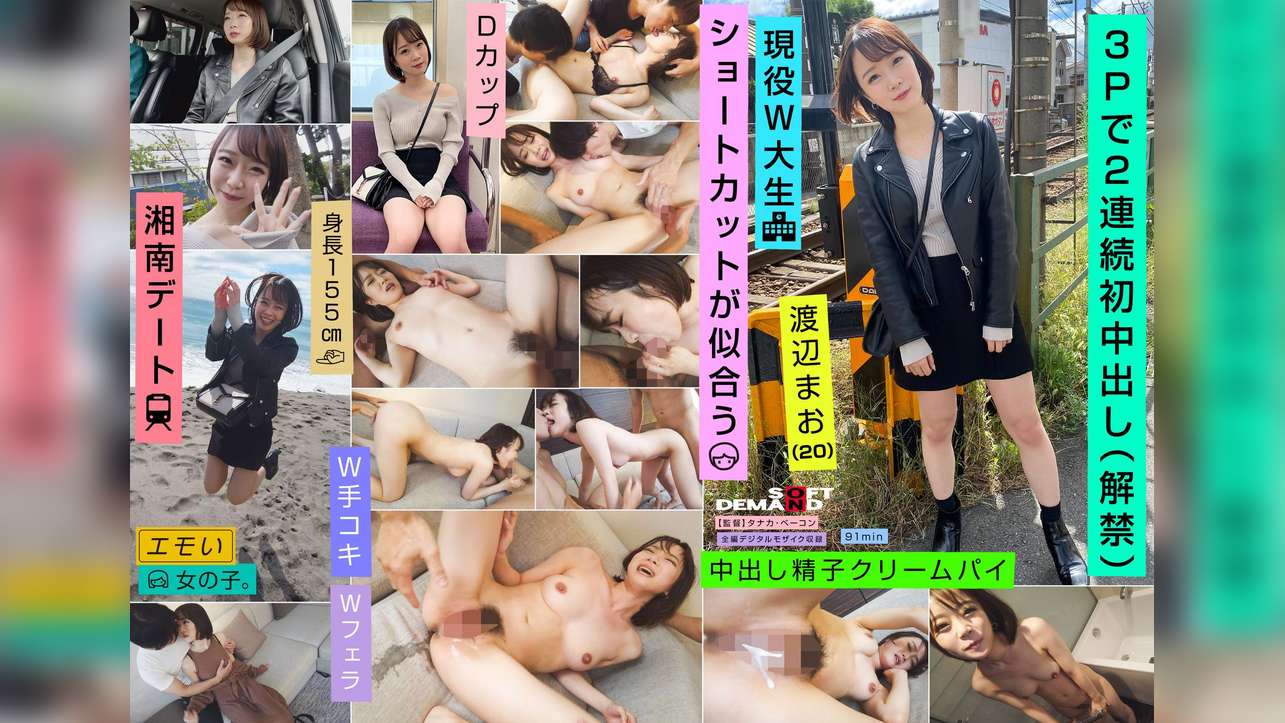 湘南デート
身長155cm
エモい
女の子。
Dカップ
W手コキ
Wフェラ
ショートカットが似合う
現役W大生
渡辺まお
(20)
3Pで2連続初中出し(解禁)
SOFT
ON
DEMAND
【監督】タナカ・ベーコン
全編デジタルモザイク収録
91min
中出し精子クリームパイ